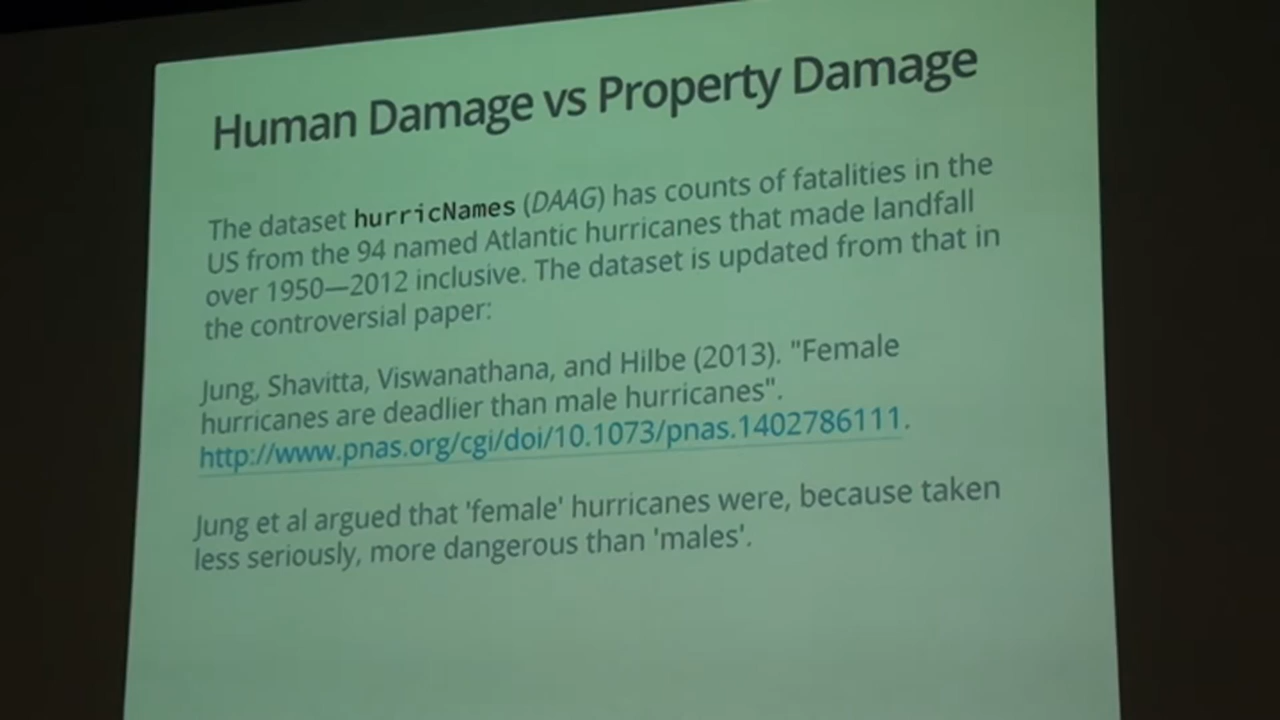 Human Damage vs Property Damage
The dataset hurricNames (DAAG) has counts of fatalities in the
US from the 94 named Atlantic hurricanes that made landfall
over 1950—2012 inclusive. The dataset is updated from that in
the controversial paper:
Jung, Shavitta, Viswanathana, and Hilbe (2013). "Female
hurricanes are deadlier than male hurricanes".
http://www.pnas.org/cgi/doi/10.1073/pnas.1402786111.
Jung et al argued that 'female' hurricanes were, because taken
less seriously, more dangerous than 'males'.